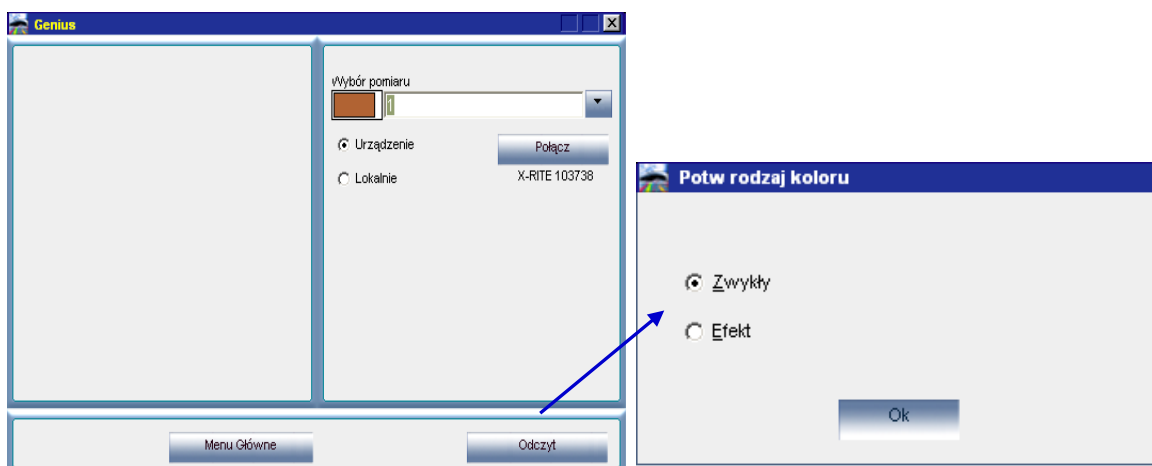 Genius
Wybór pomiaru
1
Urządzenie
Połącz
Lokalnie
X-RITE 103738
Menu Główne
Odczyt
Potw rodzaj koloru
Zwykły
Efekt
Ok